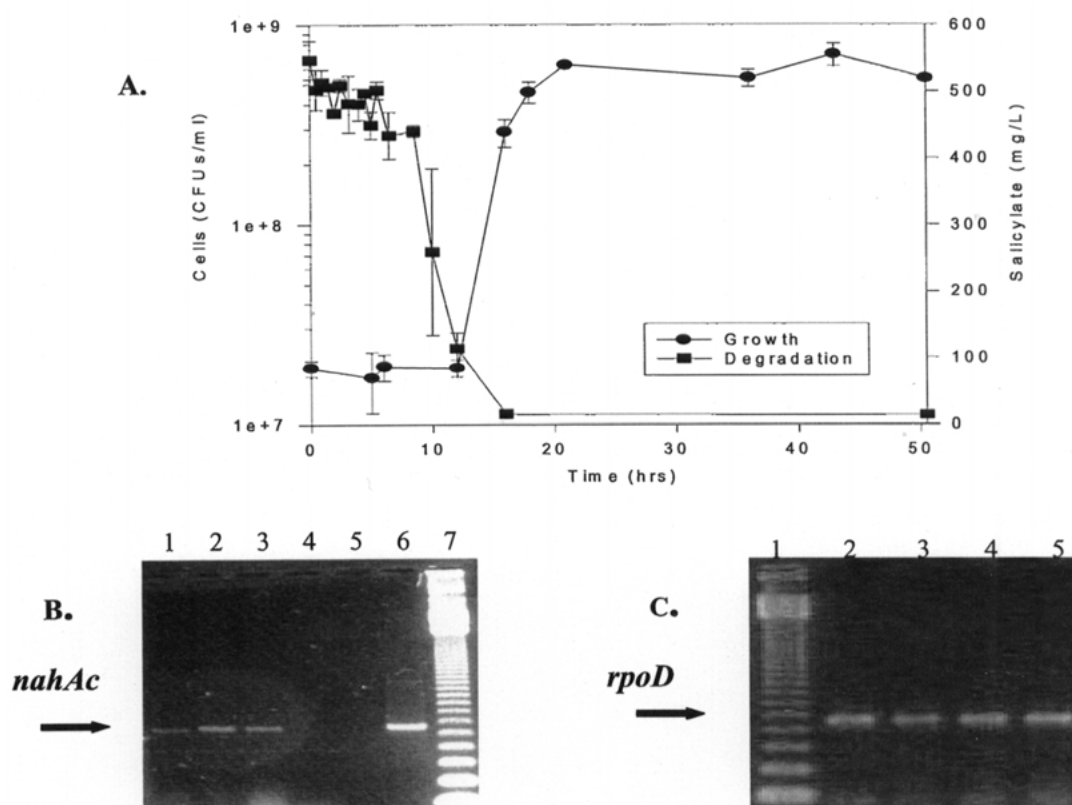 A.
1e+9
1e+8
1e+7
Cells (CFUs/ml)
600
500
400
300
200
100
0
Salicylate (mg/L)
Growth
Degradation
0 10 20 30 40 50
Time (hrs)
B.
1 2 3 4 5 6 7
nahAc
C.
1 2 3 4 5
rpoD